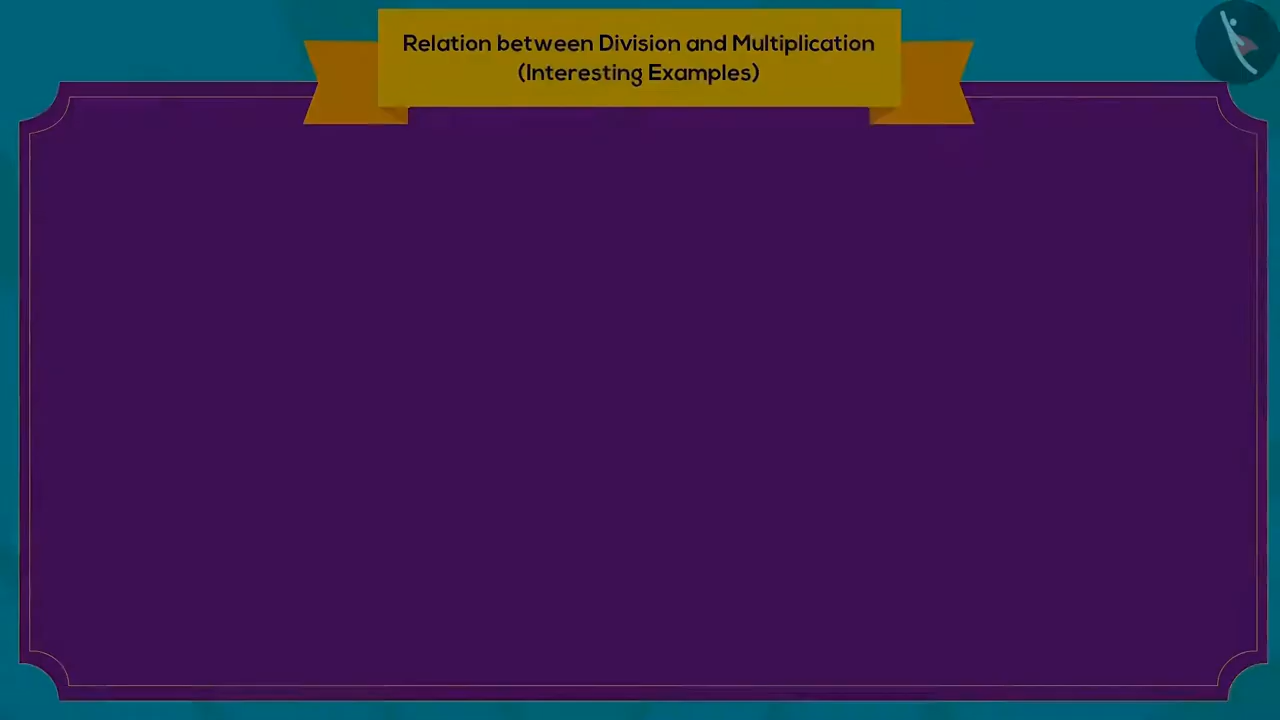 Relation between Division and Multiplication
(Interesting Examples)